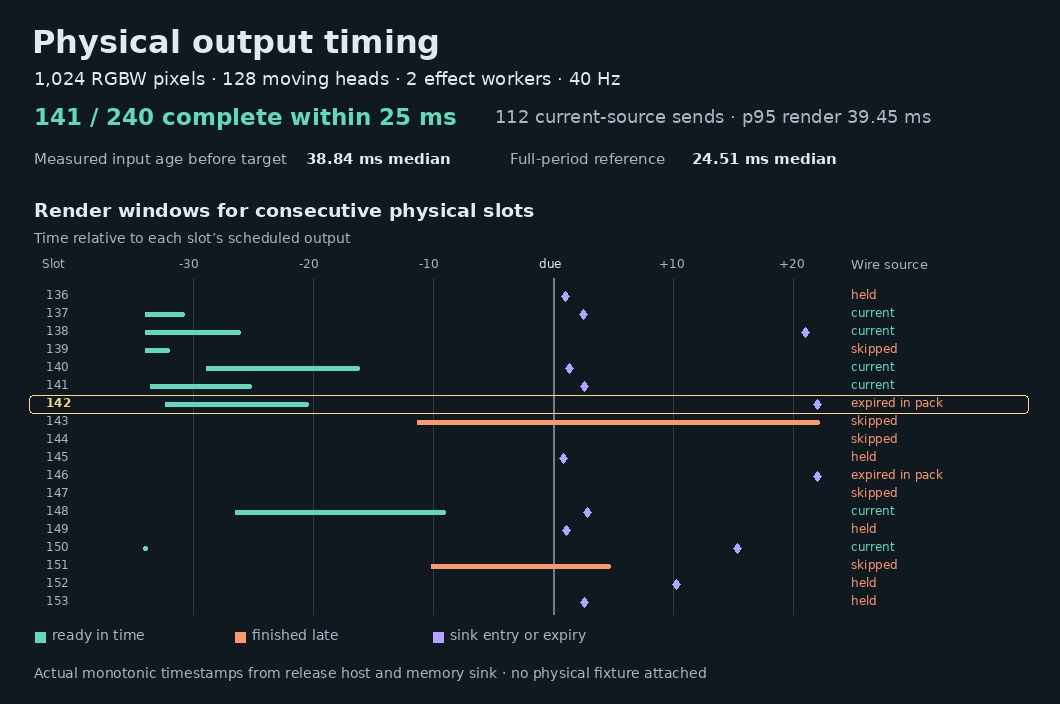 Physical output timing
1,024 RGBW pixels · 128 moving heads · 2 effect workers · 40 Hz
141 / 240 complete within 25 ms 112 current-source sends · p95 render 39.45 ms
Measured input age before target 38.84 ms median Full-period reference 24.51 ms median
Render windows for consecutive physical slots
Time relative to each slot’s scheduled output
Slot -30 -20 -10 due +10 +20 Wire source
136 held
137 current
138 current
139 skipped
140 current
141 current
142 expired in pack
143 skipped
144 skipped
145 held
146 expired in pack
147 skipped
148 current
149 held
150 current
151 skipped
152 held
153 held
ready in time finished late sink entry or expiry
Actual monotonic timestamps from release host and memory sink · no physical fixture attached